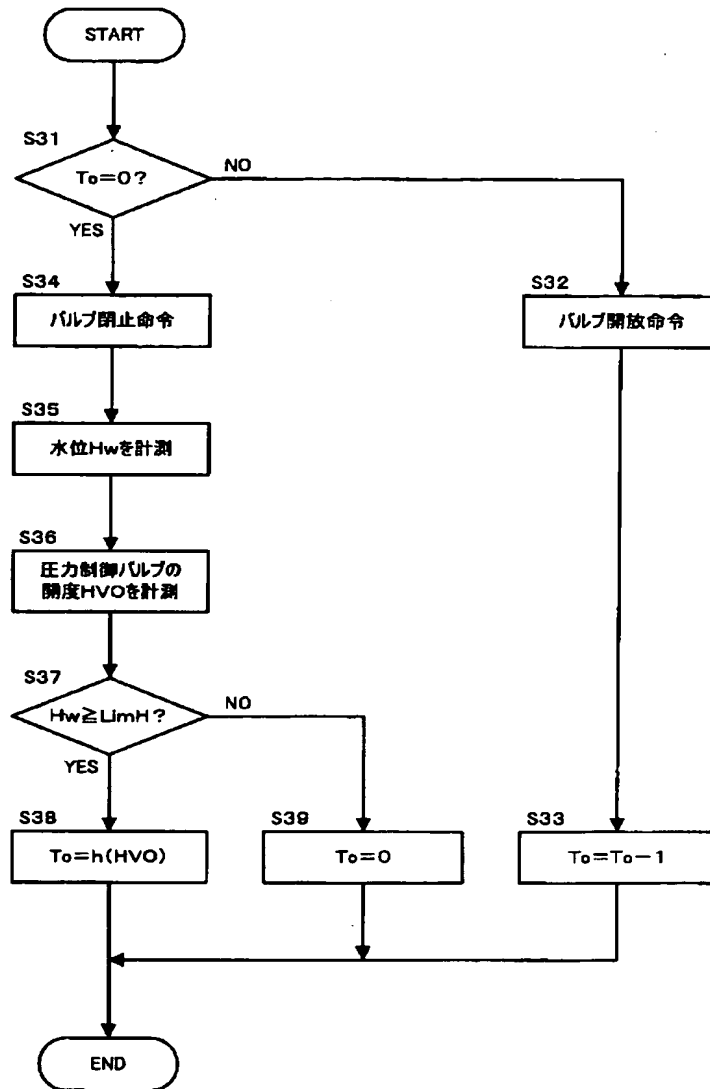 START
S31
To=0?
NO
YES
S34
バルブ閉止命令
S32
バルブ開放命令
S35
水位Hwを計測
S36
圧力制御バルブの
開度HVOを計測
S37
Hw≧LimH?
NO
YES
S38
To=h(HVO)
S39
To=0
S33
To=To-1
END